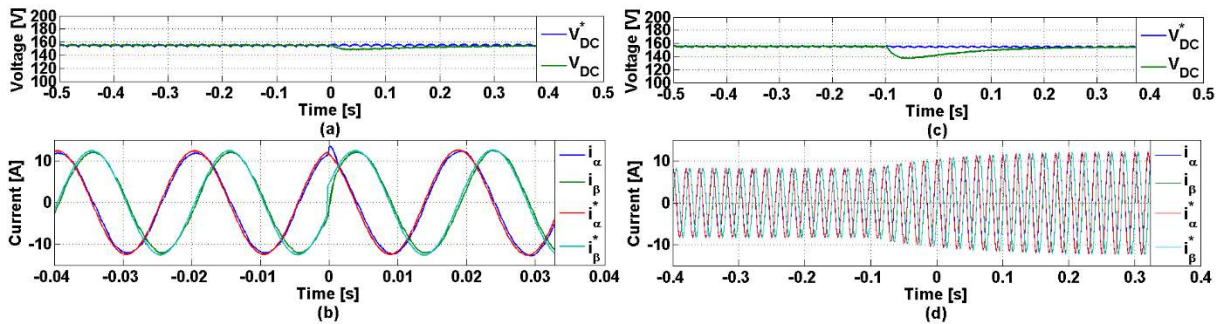 Voltage [V]
200
180
160
140
120
100
V*DC
VDC
-0.5 -0.4 -0.3 -0.2 -0.1 0 0.1 0.2 0.3 0.4 0.5
Time [s]
(a)
Current [A]
10
0
-10
iα
iβ
i*α
i*β
-0.04 -0.03 -0.02 -0.01 0 0.01 0.02 0.03 0.04
Time [s]
(b)
Voltage [V]
200
180
160
140
120
100
V*DC
VDC
-0.5 -0.4 -0.3 -0.2 -0.1 0 0.1 0.2 0.3 0.4 0.5
Time [s]
(c)
Current [A]
10
0
-10
iα
iβ
i*α
i*β
-0.4 -0.3 -0.2 -0.1 0 0.1 0.2 0.3 0.4
Time [s]
(d)